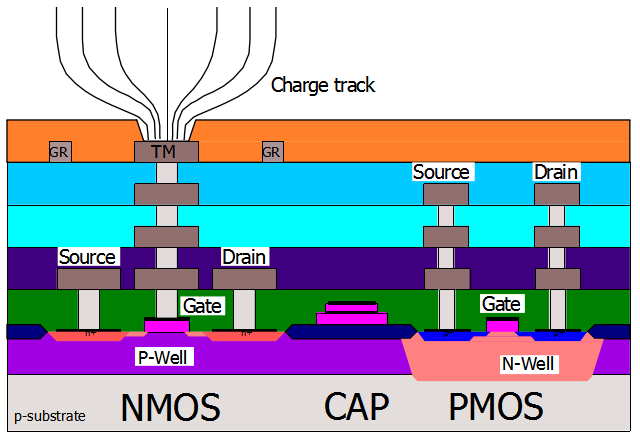 Charge track
GR
TM
GR
Source
Drain
Source
Drain
Gate
Gate
n+
n+
P-Well
N-Well
p-substrate
NMOS
CAP
PMOS